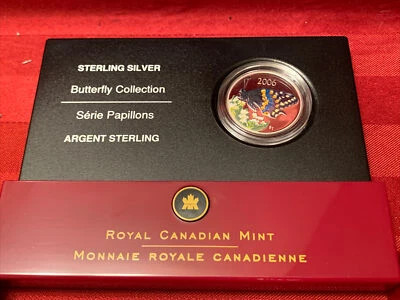 STERLING SILVER
Butterfly Collection
Série Papillons
ARGENT STERLING
2006
ROYAL CANADIAN MINT
MONNAIE ROYALE CANADIENNE